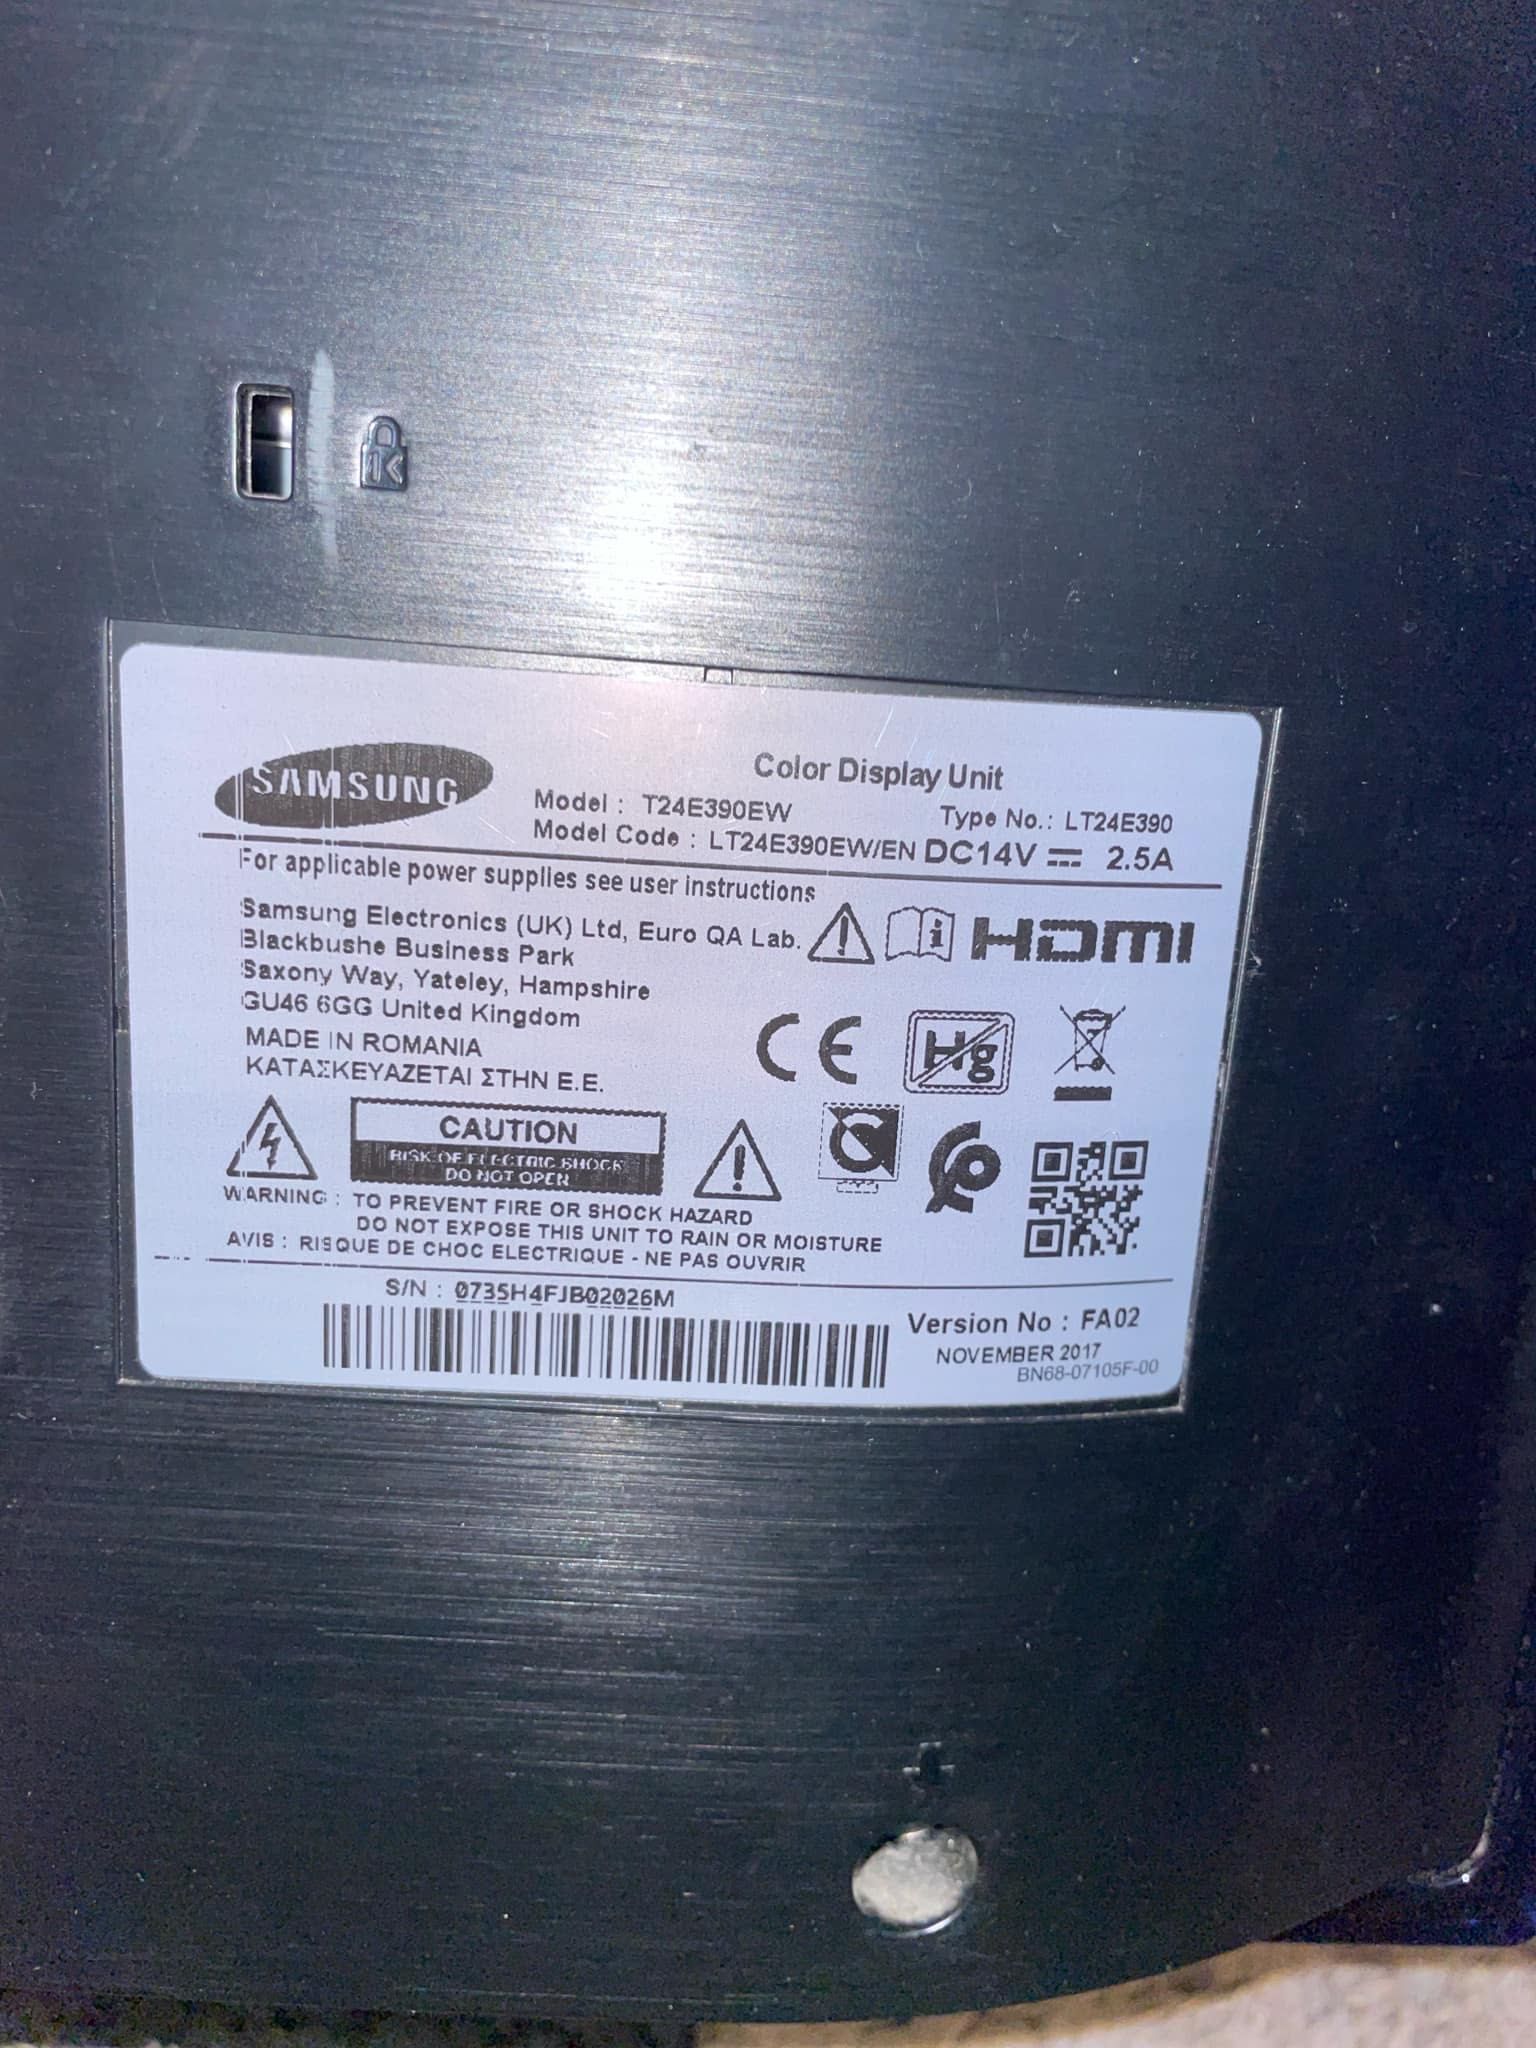 SAMSUNG
Color Display Unit
Model : T24E390EW Type No.: LT24E390
Model Code : LT24E390EW/EN DC14V ⎓ 2.5A
For applicable power supplies see user instructions
Samsung Electronics (UK) Ltd, Euro QA Lab.
Blackbushe Business Park
Saxony Way, Yateley, Hampshire
GU46 6GG United Kingdom
HDMI
MADE IN ROMANIA
ΚΑΤΑΣΚΕΥΑΖΕΤΑΙ ΣΤΗΝ Ε.Ε.
CE Hg
CAUTION
RISK OF ELECTRIC SHOCK
DO NOT OPEN
WARNING : TO PREVENT FIRE OR SHOCK HAZARD
DO NOT EXPOSE THIS UNIT TO RAIN OR MOISTURE
AVIS : RISQUE DE CHOC ELECTRIQUE - NE PAS OUVRIR
S/N : 0735H4FJB02026M
Version No : FA02
NOVEMBER 2017
BN68-07105F-00